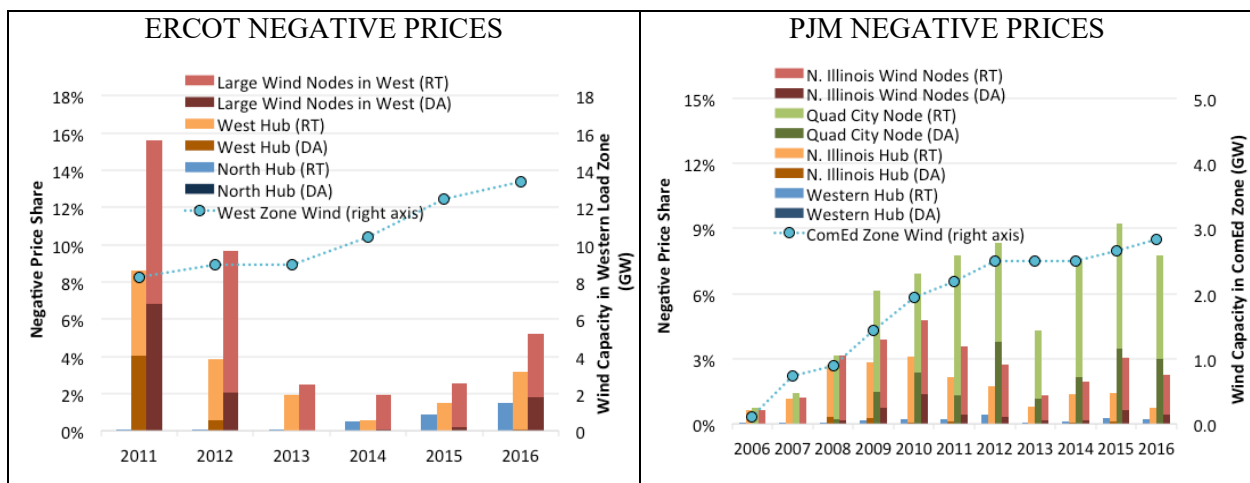 ERCOT NEGATIVE PRICES
Large Wind Nodes in West (RT)
Large Wind Nodes in West (DA)
West Hub (RT)
West Hub (DA)
North Hub (RT)
North Hub (DA)
West Zone Wind (right axis)
Negative Price Share
18%
16%
14%
12%
10%
8%
6%
4%
2%
0%
18
16
14
12
10
8
6
4
2
0
Wind Capacity in Western Load Zone
(GW)
2011 2012 2013 2014 2015 2016
PJM NEGATIVE PRICES
N. Illinois Wind Nodes (RT)
N. Illinois Wind Nodes (DA)
Quad City Node (RT)
Quad City Node (DA)
N. Illinois Hub (RT)
N. Illinois Hub (DA)
Western Hub (RT)
Western Hub (DA)
ComEd Zone Wind (right axis)
Negative Price Share
15%
12%
9%
6%
3%
0%
5.0
4.0
3.0
2.0
1.0
0.0
Wind Capacity in ComEd Zone (GW)
2006 2007 2008 2009 2010 2011 2012 2013 2014 2015 2016